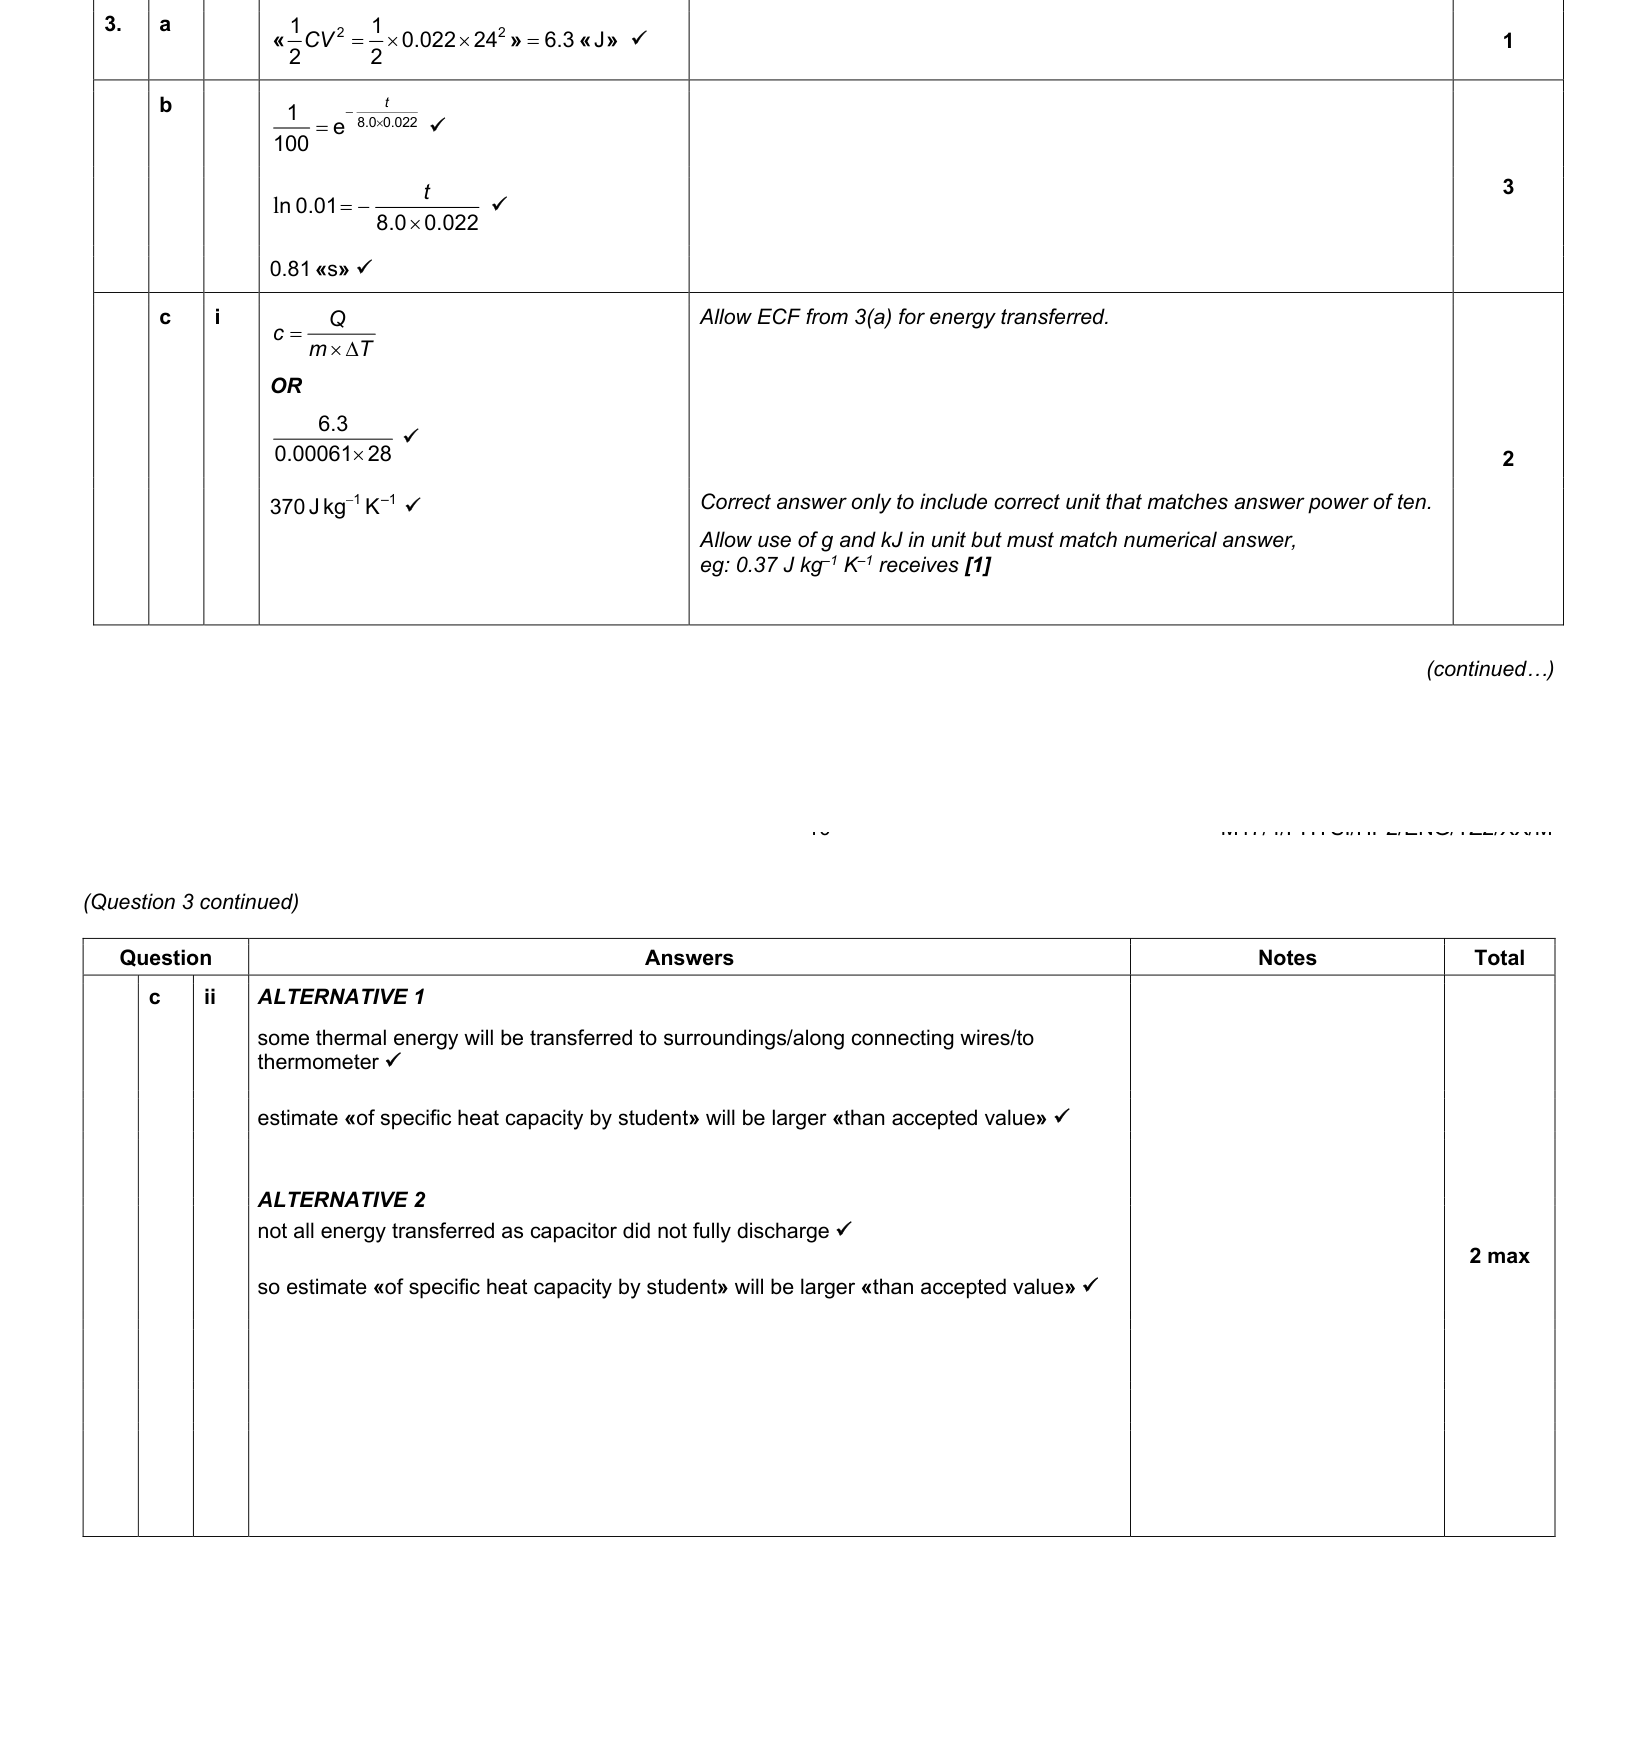 3. a «1/2 CV² = 1/2 × 0.022 × 24² » = 6.3 «J» ✓ 1
b 1/100 = e^(−t/(8.0×0.022)) ✓
ln 0.01 = − t/(8.0 × 0.022) ✓ 3
0.81 «s» ✓
c i c = Q/(m × ΔT) Allow ECF from 3(a) for energy transferred.
OR
6.3/(0.00061 × 28) ✓ 2
370 J kg⁻¹ K⁻¹ ✓ Correct answer only to include correct unit that matches answer power of ten.
Allow use of g and kJ in unit but must match numerical answer,
eg: 0.37 J kg⁻¹ K⁻¹ receives [1]
(continued…)
(Question 3 continued)
Question Answers Notes Total
c ii ALTERNATIVE 1
some thermal energy will be transferred to surroundings/along connecting wires/to
thermometer ✓
estimate «of specific heat capacity by student» will be larger «than accepted value» ✓
ALTERNATIVE 2
not all energy transferred as capacitor did not fully discharge ✓
2 max
so estimate «of specific heat capacity by student» will be larger «than accepted value» ✓